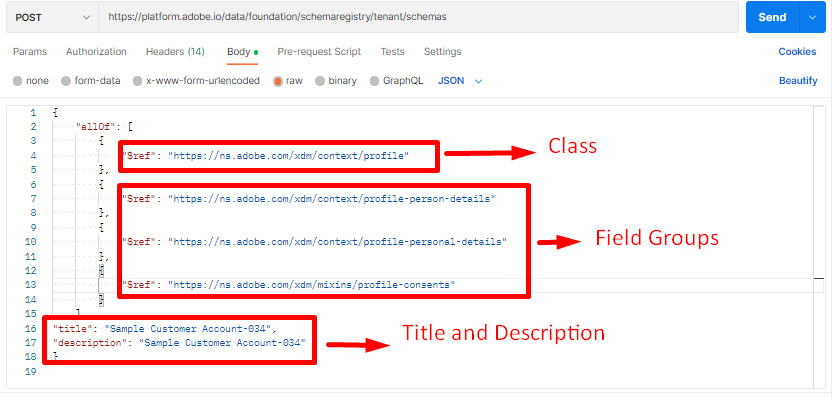 POST https://platform.adobe.io/data/foundation/schemaregistry/tenant/schemas Send
Params Authorization Headers (14) Body Pre-request Script Tests Settings Cookies
none form-data x-www-form-urlencoded raw binary GraphQL JSON Beautify
1 {
2 "allOf": [
3 {
4 "$ref": "https://ns.adobe.com/xdm/context/profile"
Class
5 },
6 {
7 "$ref": "https://ns.adobe.com/xdm/context/profile-person-details"
8 },
9 {
10 "$ref": "https://ns.adobe.com/xdm/context/profile-personal-details"
Field Groups
11 },
12 {
13 "$ref": "https://ns.adobe.com/xdm/mixins/profile-consents"
14 }
15 ]
16 "title": "Sample Customer Account-034",
17 "description": "Sample Customer Account-034"
Title and Description
18 }
19